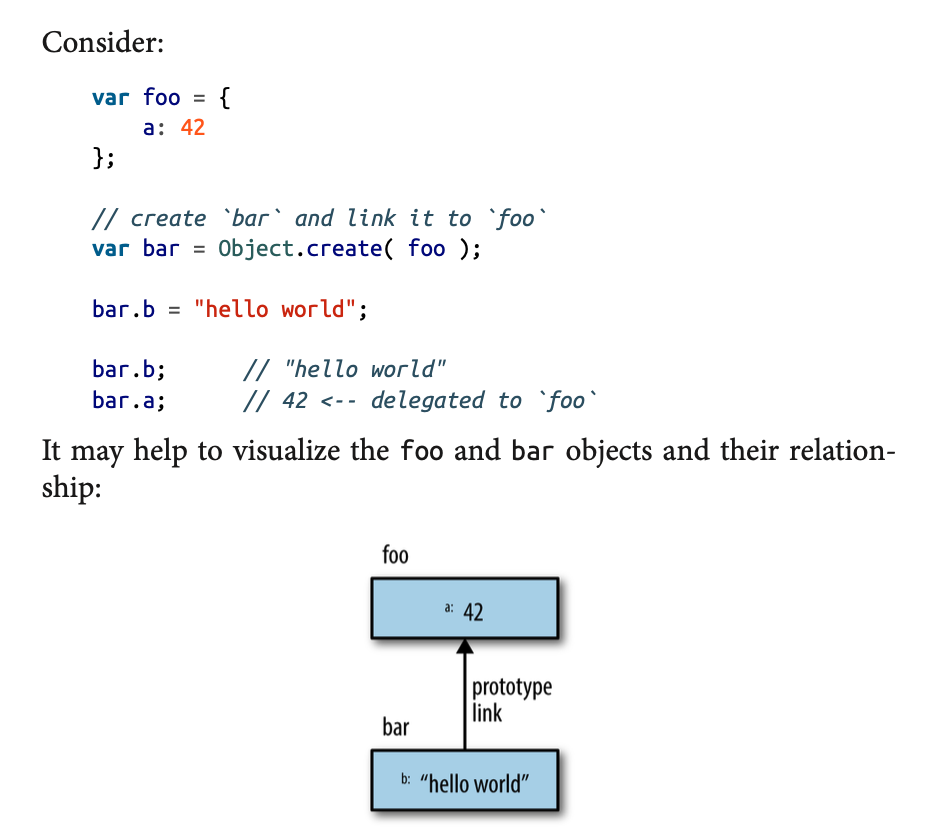 Consider:
var foo = {
    a: 42
};
// create `bar` and link it to `foo`
var bar = Object.create( foo );
bar.b = "hello world";
bar.b;      // "hello world"
bar.a;      // 42 <-- delegated to `foo`
It may help to visualize the foo and bar objects and their relation-
ship:
foo
a: 42
prototype
link
bar
b: “hello world”